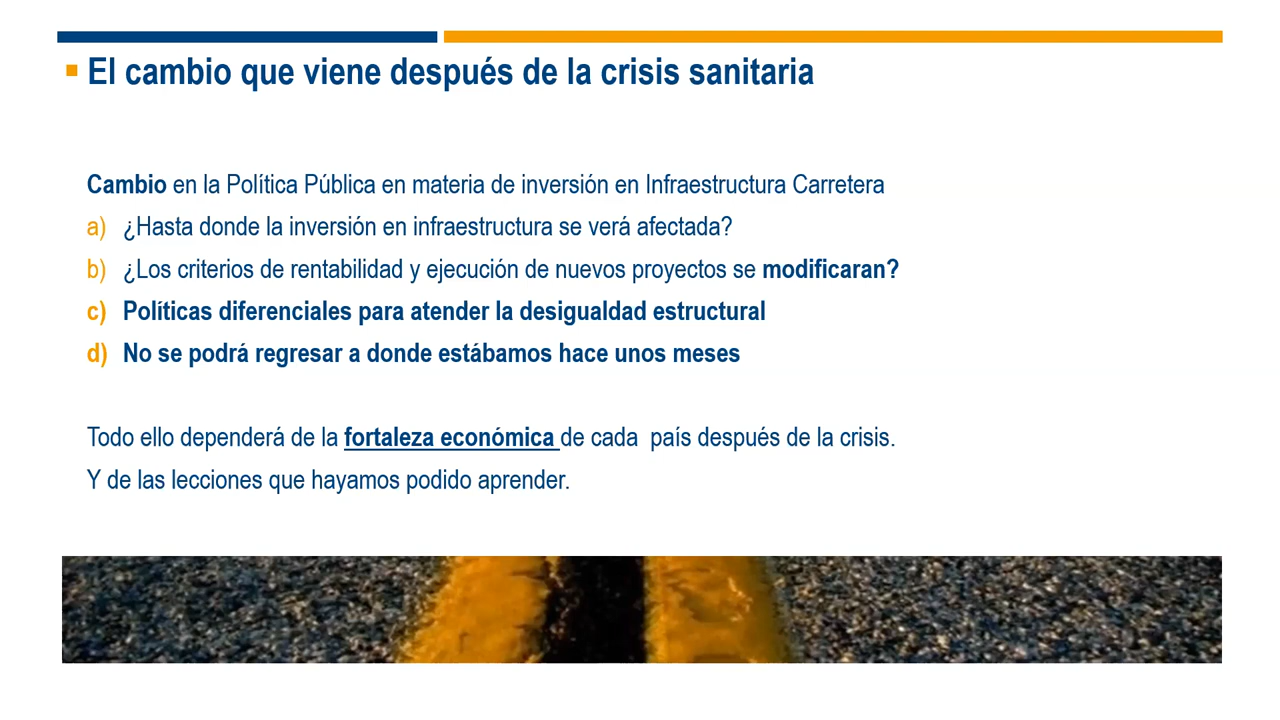 El cambio que viene después de la crisis sanitaria
Cambio en la Política Pública en materia de inversión en Infraestructura Carretera
a) ¿Hasta donde la inversión en infraestructura se verá afectada?
b) ¿Los criterios de rentabilidad y ejecución de nuevos proyectos se modificaran?
c) Políticas diferenciales para atender la desigualdad estructural
d) No se podrá regresar a donde estábamos hace unos meses
Todo ello dependerá de la fortaleza económica de cada país después de la crisis.
Y de las lecciones que hayamos podido aprender.